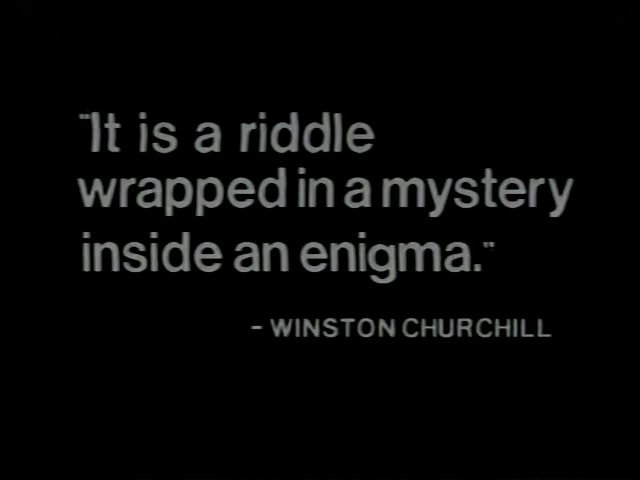 "It is a riddle
wrapped in a mystery
inside an enigma."
- WINSTON CHURCHILL